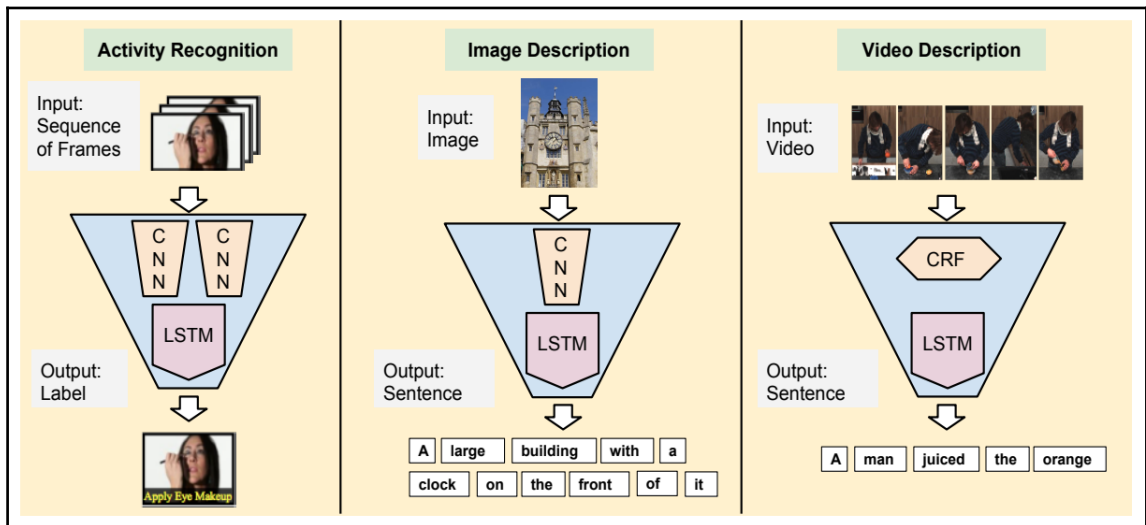 Activity Recognition
Input:
Sequence
of Frames
C
N
N
C
N
N
LSTM
Output:
Label
Apply Eye Makeup
Image Description
Input:
Image
C
N
N
LSTM
Output:
Sentence
A large building with a
clock on the front of it
Video Description
Input:
Video
CRF
LSTM
Output:
Sentence
A man juiced the orange